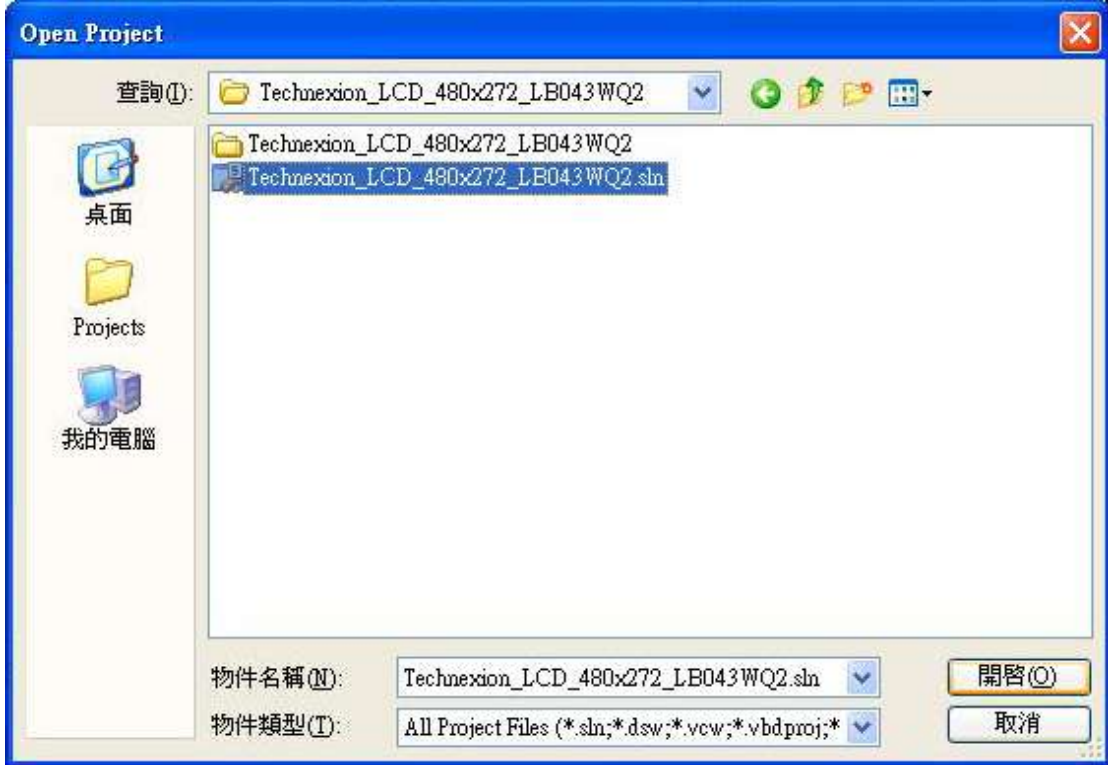 Open Project
查詢(I):
Technexion_LCD_480x272_LB043WQ2
Technexion_LCD_480x272_LB043WQ2
Technexion_LCD_480x272_LB043WQ2.sln
桌面
Projects
我的電腦
物件名稱(N):
Technexion_LCD_480x272_LB043WQ2.sln
開啓(O)
物件類型(T):
All Project Files (*.sln;*.dsw;*.vcw;*.vbdproj;*
取消